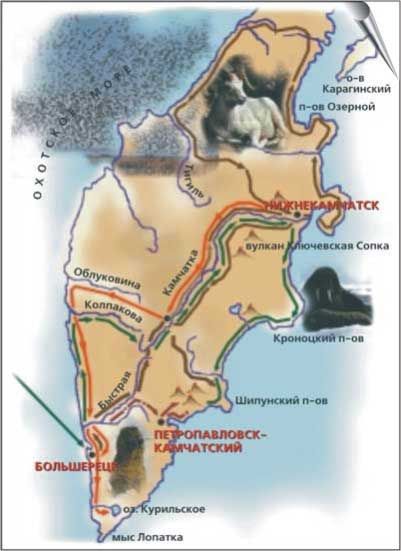 о-в
Карагинский
п-ов Озерной
ОХОТСКОЕ МОРЕ
Тигиль
НИЖНЕКАМЧАТСК
вулкан Ключевская Сопка
Облуковина
Камчатка
Колпакова
Кроноцкий п-ов
Быстрая
Шипунский п-ов
ПЕТРОПАВЛОВСК-
КАМЧАТСКИЙ
БОЛЬШЕРЕЦК
оз. Курильское
мыс Лопатка